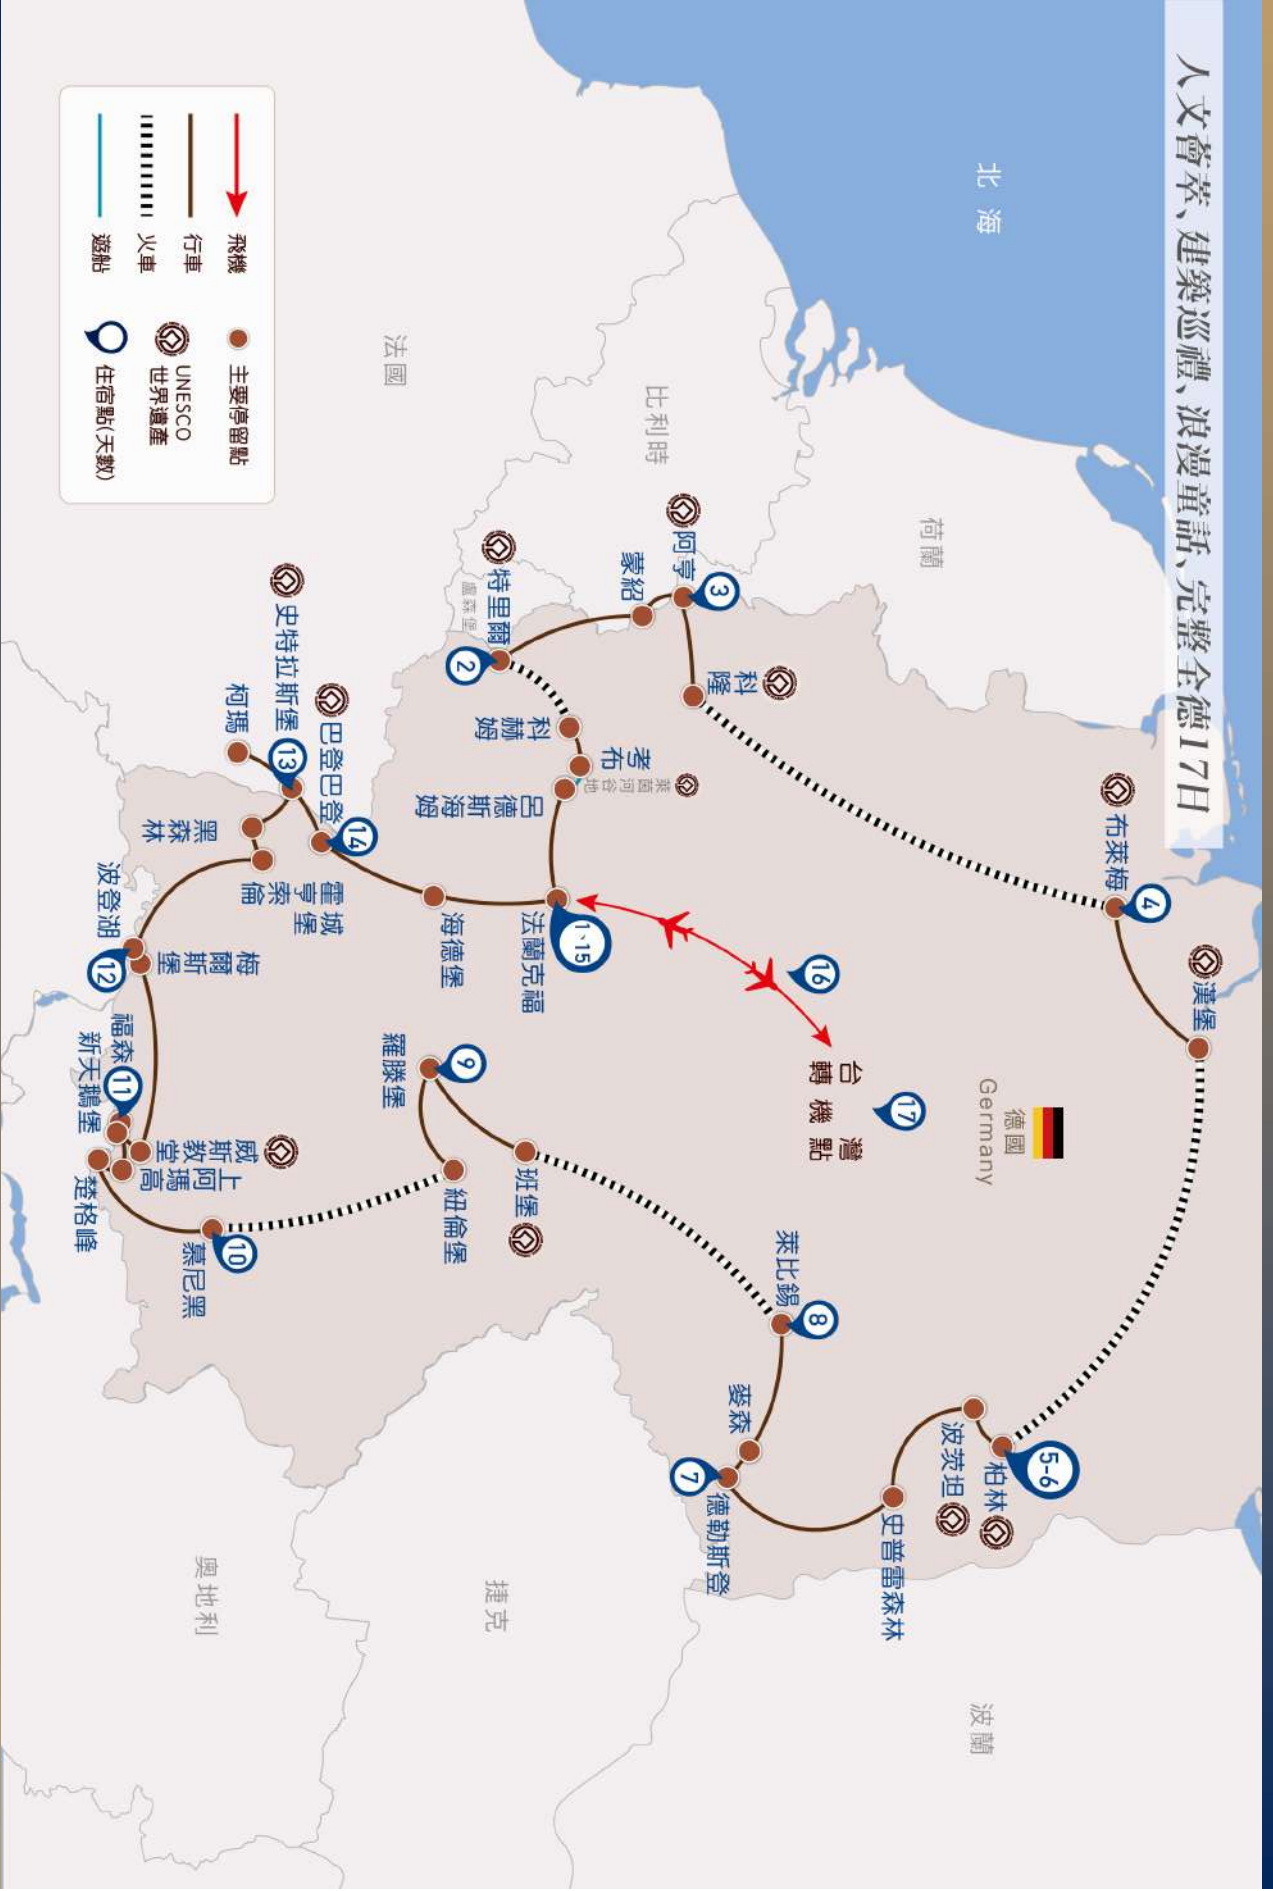 人文薈萃、建築巡禮、浪漫童話、完整全德17日
北海
荷蘭
比利時
盧森堡
法國
德國
Germany
波蘭
捷克
奧地利
漢堡
布萊梅
4
柏林
5-6
波茨坦
史普雷森林
科隆
阿亨
3
蒙紹
特里爾
2
科赫姆
考布
萊茵河谷地
呂德斯海姆
法蘭克福
1、15
16
台灣
轉機點
17
萊比錫
8
麥森
德勒斯登
7
班堡
羅滕堡
9
紐倫堡
海德堡
巴登巴登
14
史特拉斯堡
13
柯瑪
黑森林
霍亨索倫
城堡
波登湖
12
梅爾斯堡
福森
11
新天鵝堡
威斯教堂
上阿瑪高
楚格峰
慕尼黑
10
飛機
行車
火車
遊船
主要停留點
UNESCO
世界遺產
住宿點(天數)